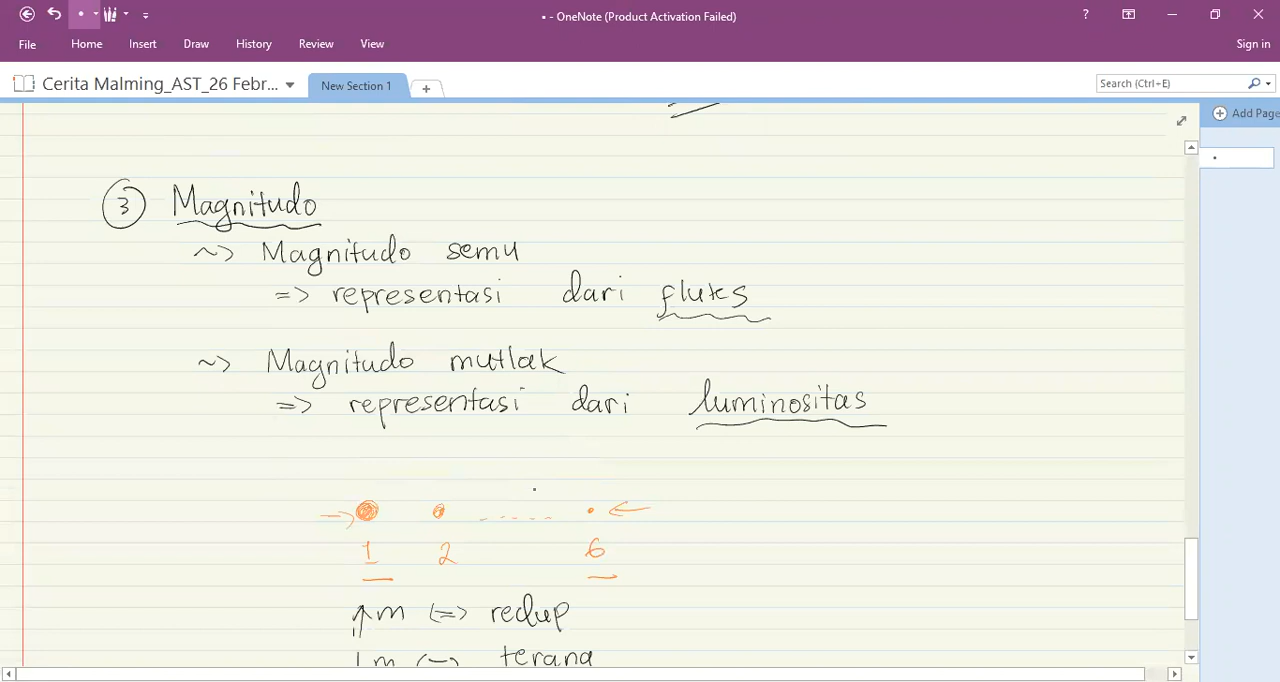 • - OneNote (Product Activation Failed)
File Home Insert Draw History Review View Sign in
Cerita Malming_AST_26 Febr... New Section 1 Search (Ctrl+E)
Add Page
3 Magnitudo
~> Magnitudo semu
=> representasi dari fluks
~> Magnitudo mutlak
=> representasi dari luminositas
1 2 6
↑m <=> redup
terang